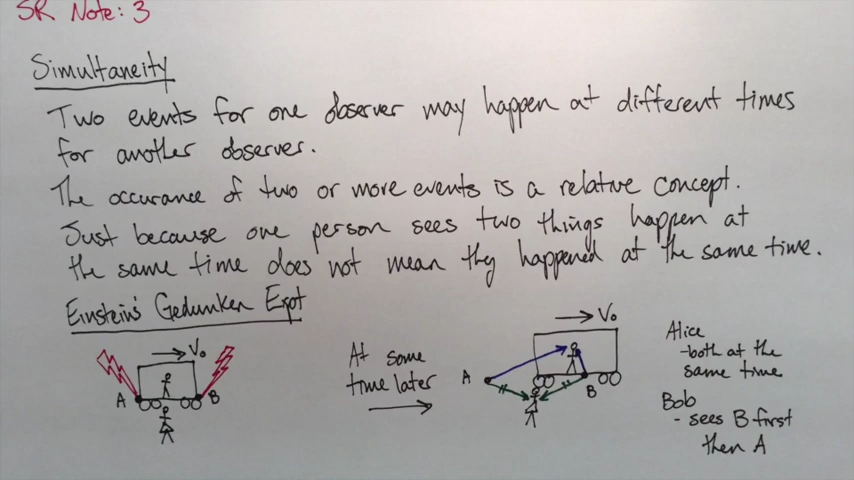 SR Note: 3
Simultaneity
Two events for one observer may happen at different times
for another observer.
The occurance of two or more events is a relative concept.
Just because one person sees two things happen at
the same time does not mean they happened at the same time.
Einstein's Gedunken Expt
V₀
A
B
At some
time later
V₀
A
B
Alice
-both at the
same time
Bob
- sees B first
then A